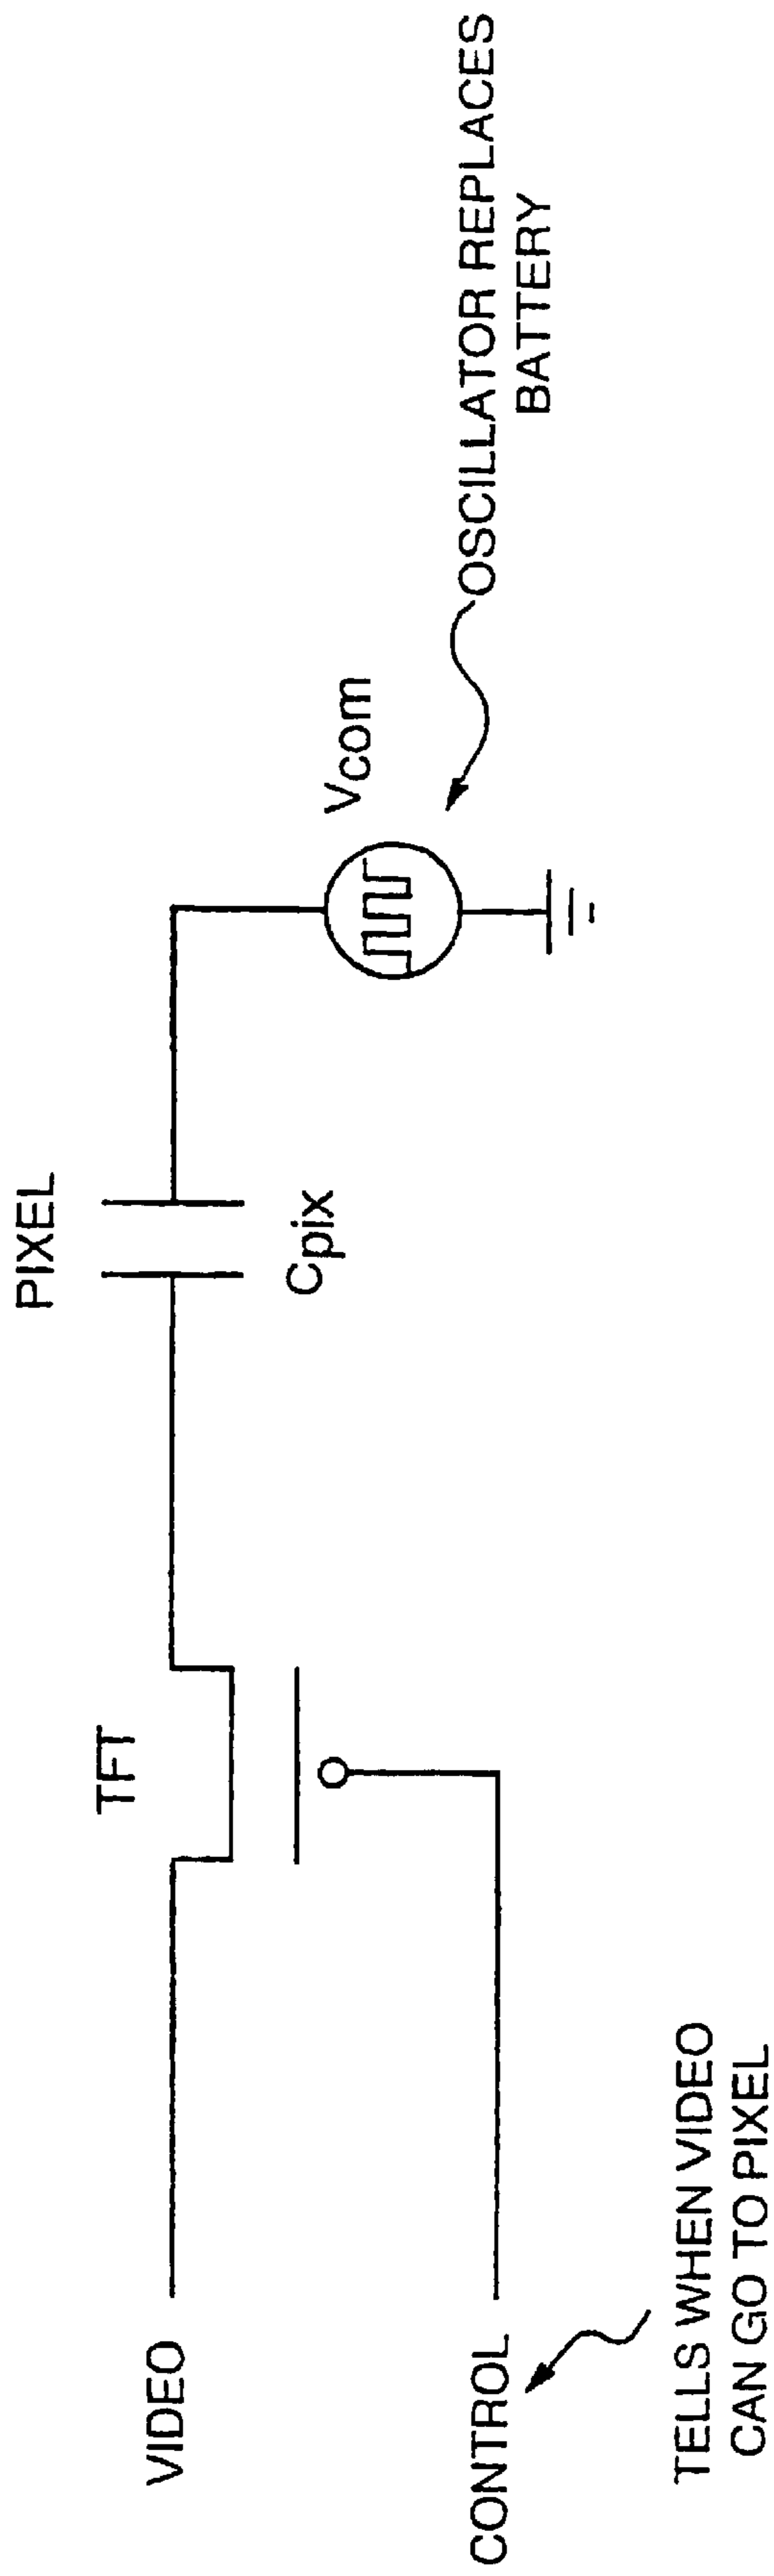 PIXEL
TFT
VIDEO
Cpix
Vcom
OSCILLATOR REPLACES
BATTERY
CONTROL
TELLS WHEN VIDEO
CAN GO TO PIXEL